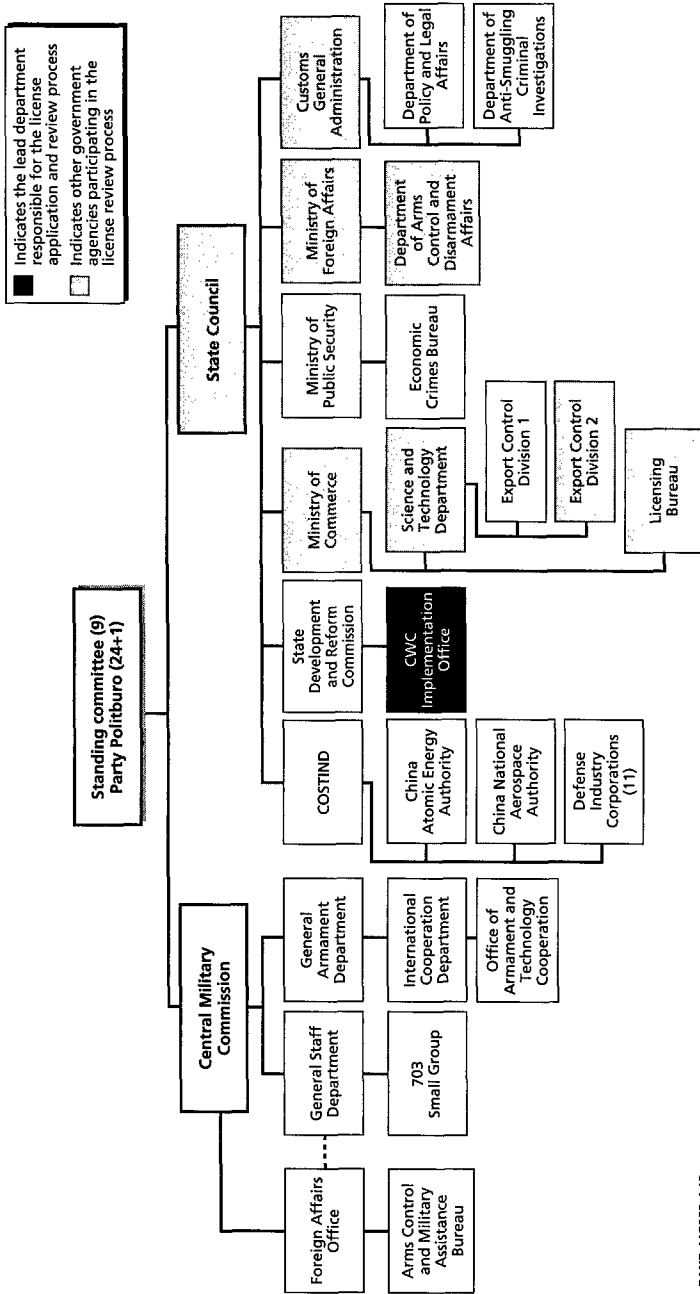 Indicates the lead department
responsible for the license
application and review process
Indicates other government
agencies participating in the
license review process
Standing committee (9)
Party Politburo (24+1)
Central Military
Commission
State Council
Foreign Affairs
Office
General Staff
Department
General
Armament
Department
COSTIND
State
Development
and Reform
Commission
Ministry of
Commerce
Ministry of
Public Security
Ministry of
Foreign Affairs
Customs
General
Administration
Arms Control
and Military
Assistance
Bureau
703
Small Group
International
Cooperation
Department
Office of
Armament and
Technology
Cooperation
China
Atomic Energy
Authority
China National
Aerospace
Authority
Defense
Industry
Corporations
(11)
CWC
Implementation
Office
Science and
Technology
Department
Export Control
Division 1
Export Control
Division 2
Licensing
Bureau
Economic
Crimes Bureau
Department
of Arms
Control and
Disarmament
Affairs
Department of
Policy and Legal
Affairs
Department of
Anti-Smuggling
Criminal
Investigations